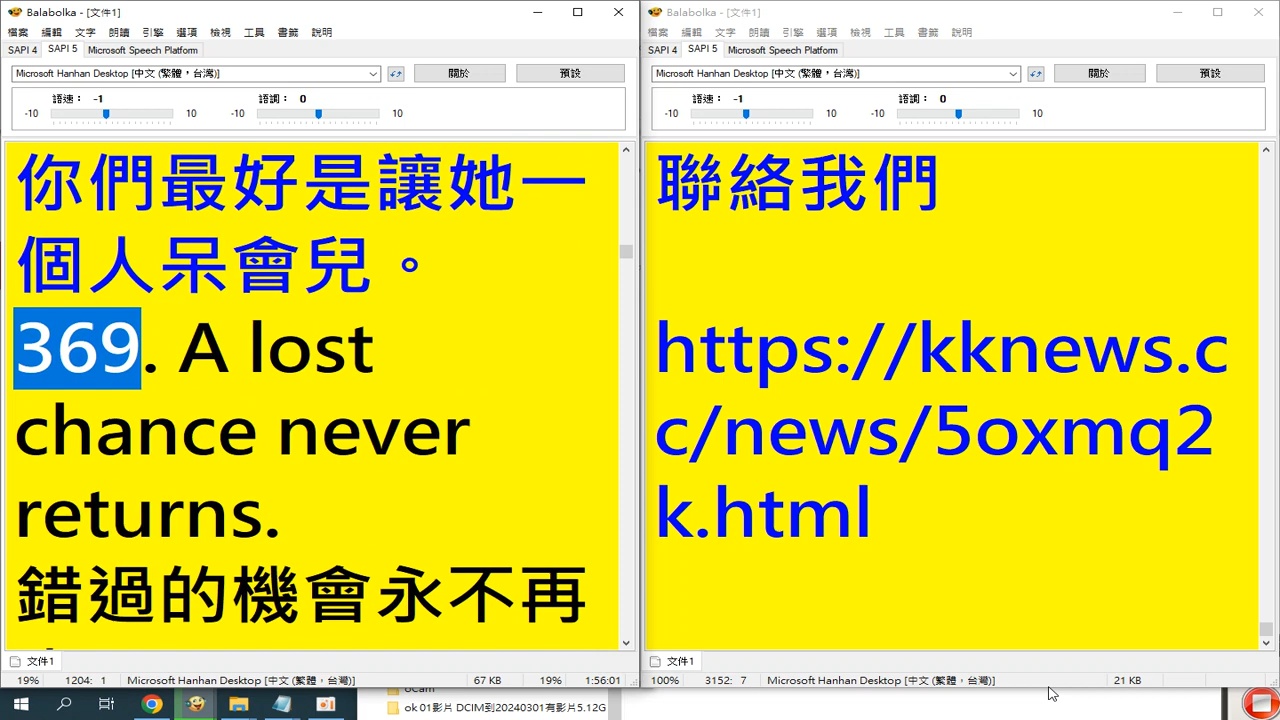 Balabolka - [文件1]
檔案 編輯 文字 朗讀 引擎 選項 檢視 工具 書籤 說明
SAPI 4 SAPI 5 Microsoft Speech Platform
Microsoft Hanhan Desktop [中文 (繁體，台灣)] 關於 預設
語速： -1 語調： 0
-10 10 -10 10
你們最好是讓她一
個人呆會兒。
369. A lost
chance never
returns.
錯過的機會永不再
文件1
19% 1204: 1 Microsoft Hanhan Desktop [中文 (繁體，台灣)] 67 KB 19% 1:56:01
Balabolka - [文件1]
檔案 編輯 文字 朗讀 引擎 選項 檢視 工具 書籤 說明
SAPI 4 SAPI 5 Microsoft Speech Platform
Microsoft Hanhan Desktop [中文 (繁體，台灣)] 關於 預設
語速： -1 語調： 0
-10 10 -10 10
聯絡我們
https://kknews.c
c/news/5oxmq2
k.html
文件1
100% 3152: 7 Microsoft Hanhan Desktop [中文 (繁體，台灣)] 21 KB
oCam
ok 01影片 DCIM到20240301有影片5.12G